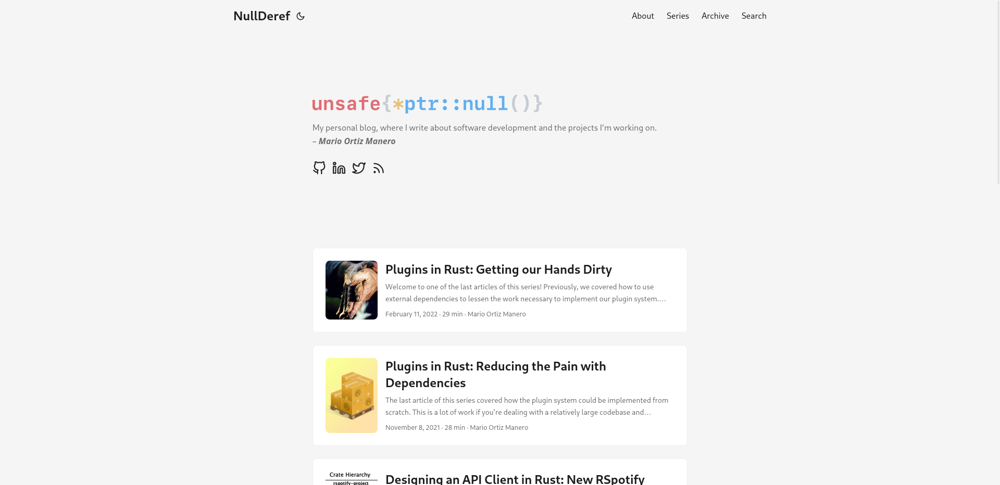 NullDeref
About Series Archive Search
unsafe{*ptr::null()}
My personal blog, where I write about software development and the projects I’m working on.
– Mario Ortiz Manero
Plugins in Rust: Getting our Hands Dirty
Welcome to one of the last articles of this series! Previously, we covered how to use
external dependencies to lessen the work necessary to implement our plugin system.…
February 11, 2022 · 29 min · Mario Ortiz Manero
Plugins in Rust: Reducing the Pain with
Dependencies
The last article of this series covered how the plugin system could be implemented from
scratch. This is a lot of work if you’re dealing with a relatively large codebase and…
November 8, 2021 · 28 min · Mario Ortiz Manero
Crate Hierarchy
rspotify-project
Designing an API Client in Rust: New RSpotify